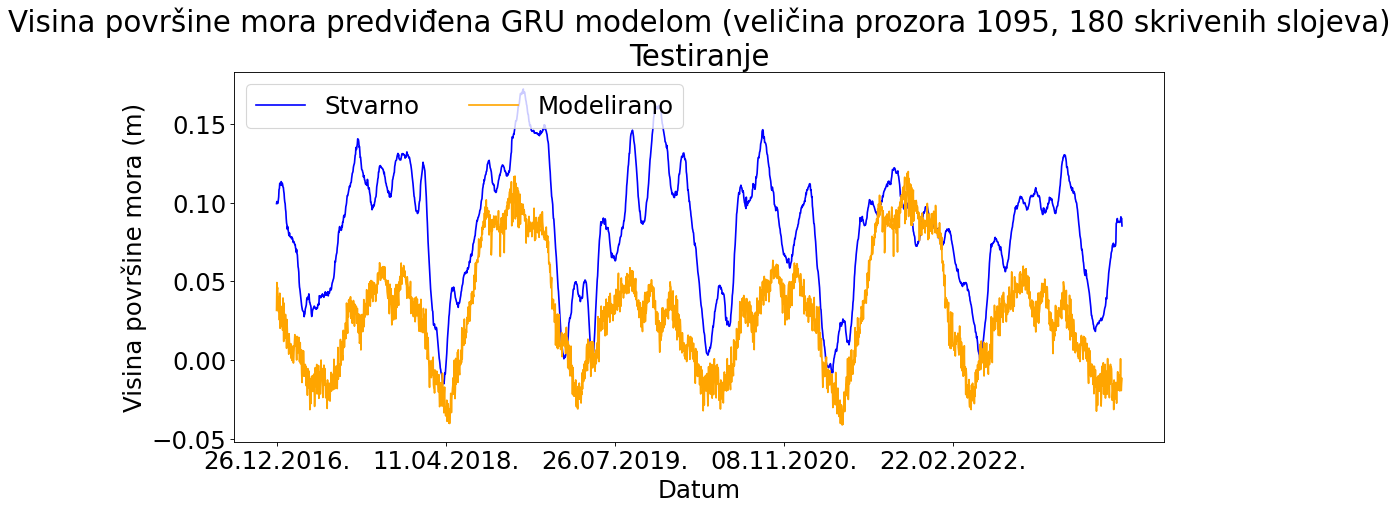 Visina površine mora predviđena GRU modelom (veličina prozora 1095, 180 skrivenih slojeva)
Testiranje
Stvarno
Modelirano
Visina površine mora (m)
0.15
0.10
0.05
0.00
−0.05
26.12.2016.
11.04.2018.
26.07.2019.
08.11.2020.
22.02.2022.
Datum